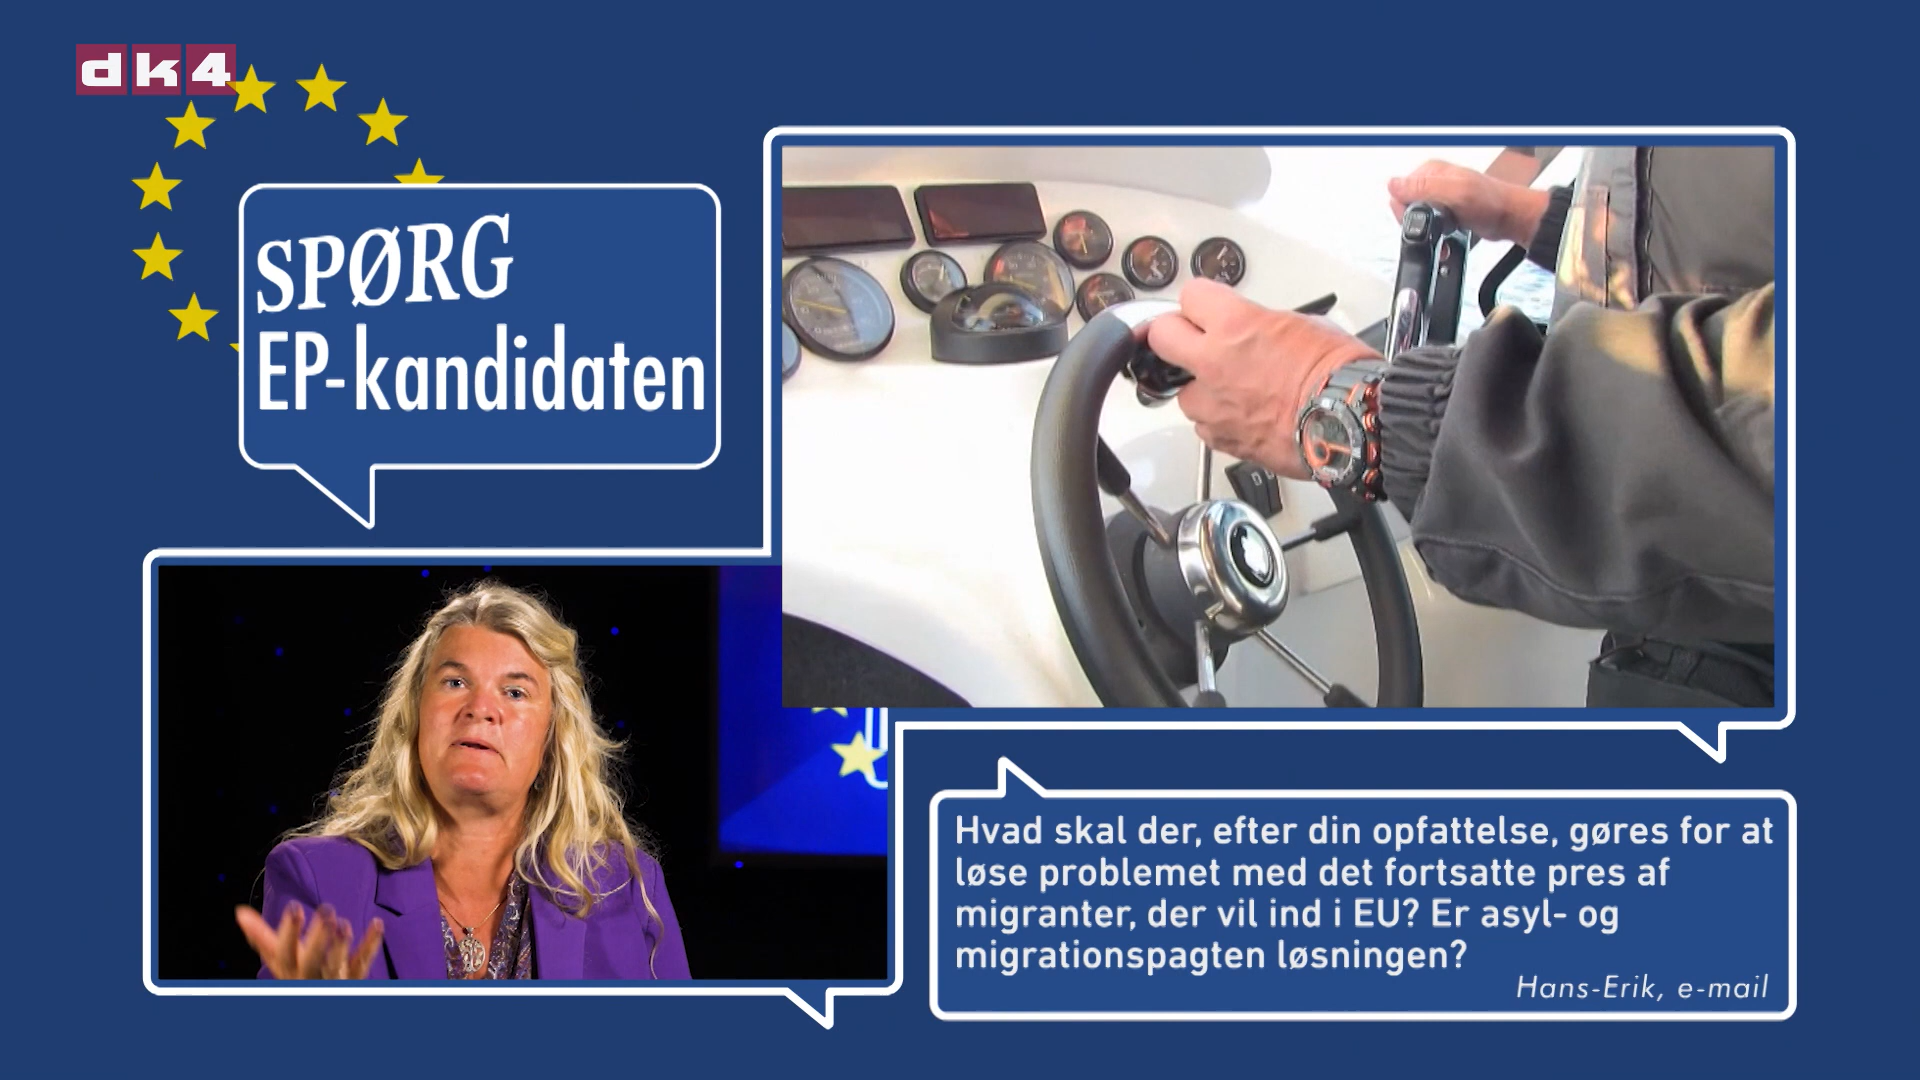 dk4
SPØRG
EP-kandidaten
Hvad skal der, efter din opfattelse, gøres for at
løse problemet med det fortsatte pres af
migranter, der vil ind i EU? Er asyl- og
migrationspagten løsningen?
Hans-Erik, e-mail